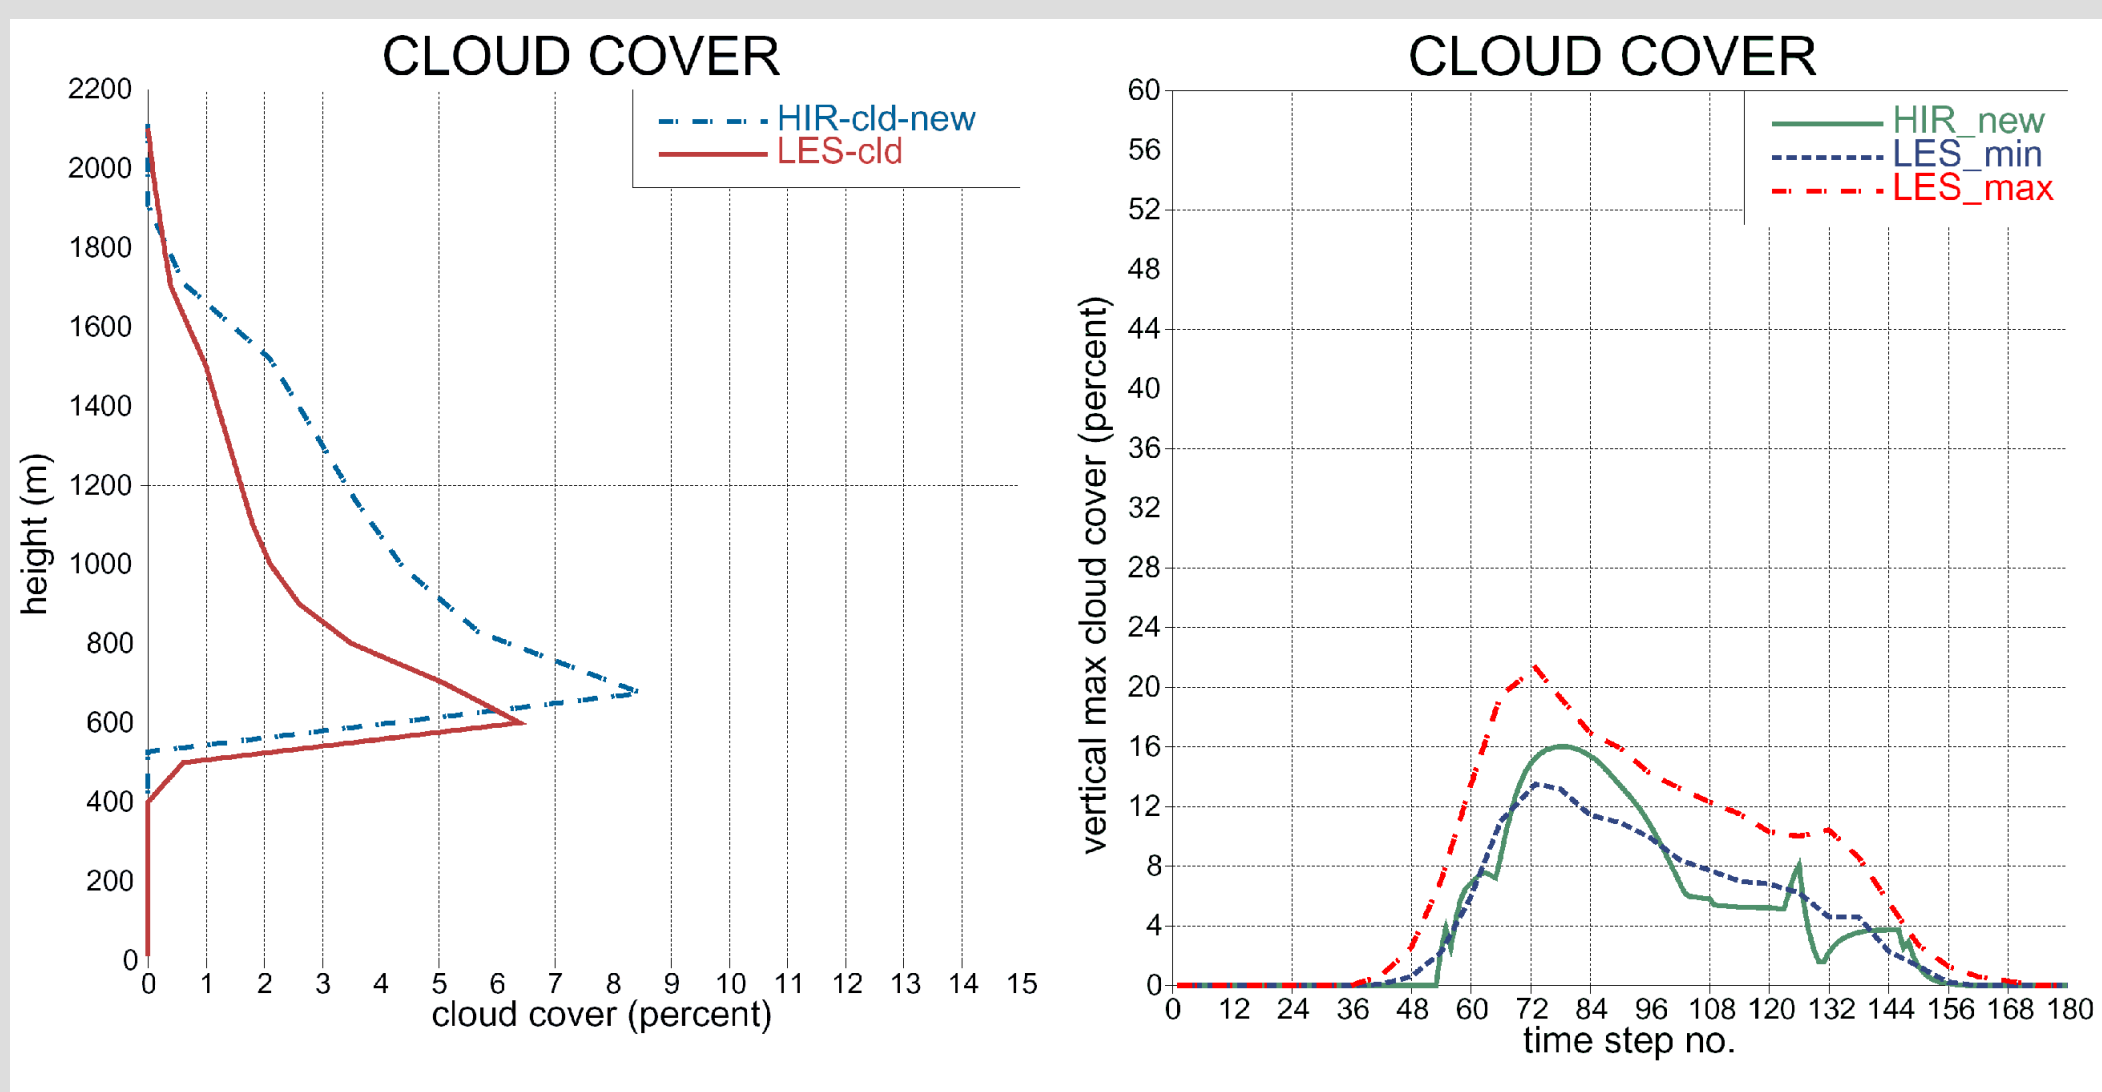 CLOUD COVER
2200
2000
1800
1600
1400
1200
1000
800
600
400
200
0
height (m)
HIR-cld-new
LES-cld
0 1 2 3 4 5 6 7 8 9 10 11 12 13 14 15
cloud cover (percent)
CLOUD COVER
60
56
52
48
44
40
36
32
28
24
20
16
12
8
4
0
vertical max cloud cover (percent)
HIR_new
LES_min
LES_max
0 12 24 36 48 60 72 84 96 108 120 132 144 156 168 180
time step no.